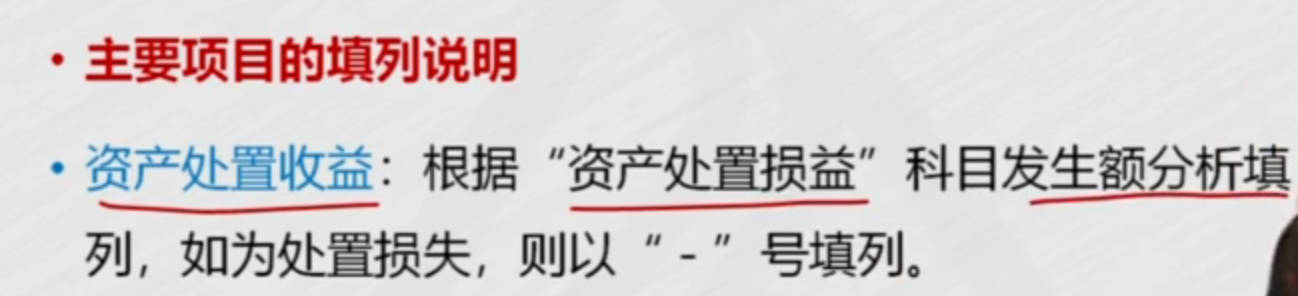 • 主要项目的填列说明
• 资产处置收益：根据“资产处置损益”科目发生额分析填
列，如为处置损失，则以“-”号填列。